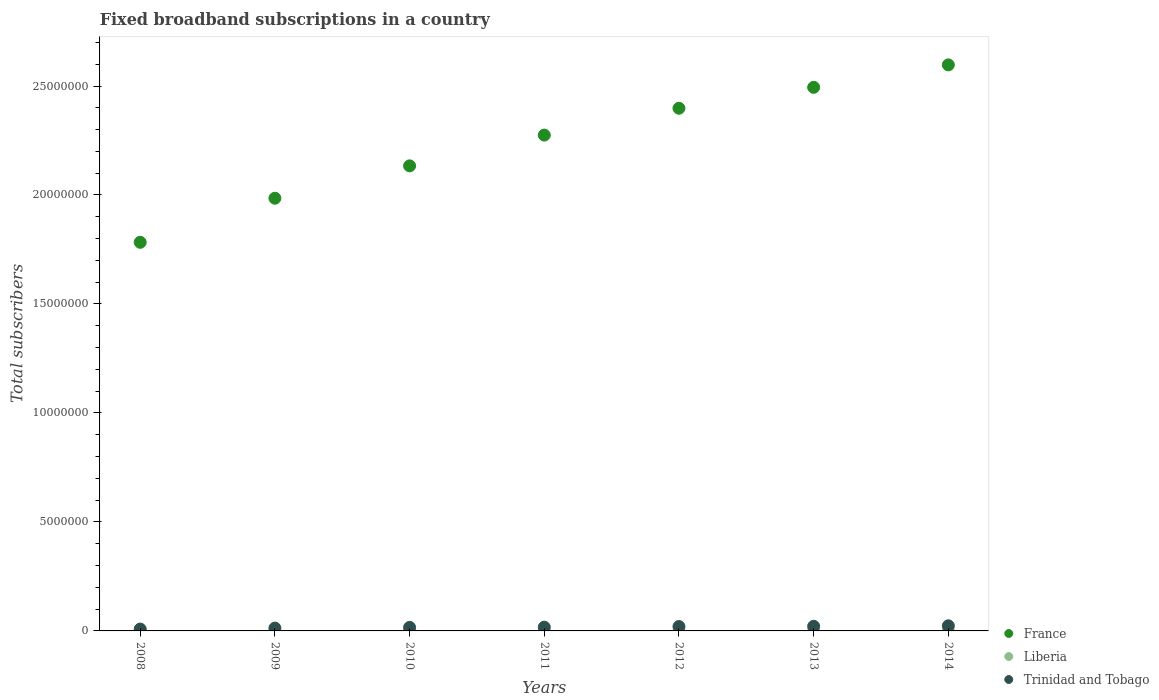 Fixed broadband subscriptions in a country
Total subscribers
25000000
20000000
15000000
10000000
5000000
0
2008
2009
2010
2011
2012
2013
2014
Years
France
Liberia
Trinidad and Tobago